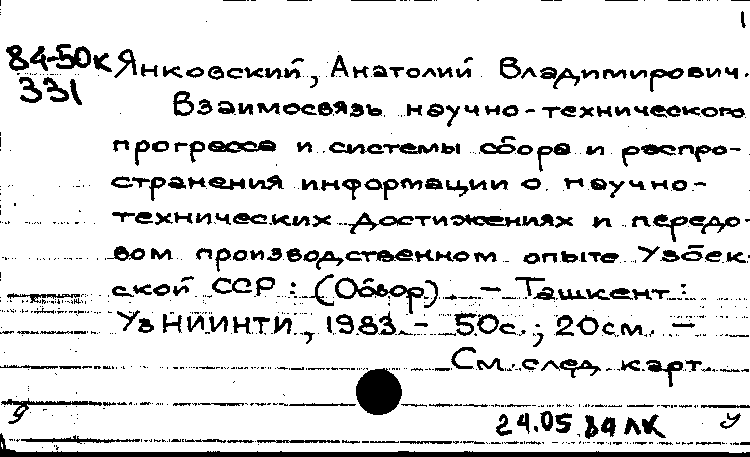 1.
84-50к Янковский, Анатолий Владимирович.
331
Взаимосвязь научно-технического
прогресса и системы сбора и распро-
странения информации о научно-
технических достижениях и передо-
вом производственном опыте Узбек-
ской ССР: (Обзор). - Ташкент:
УзНИИНТИ, 1983. - 50с.; 20см. -
См. след. карт.
24.05.84 ЛК у